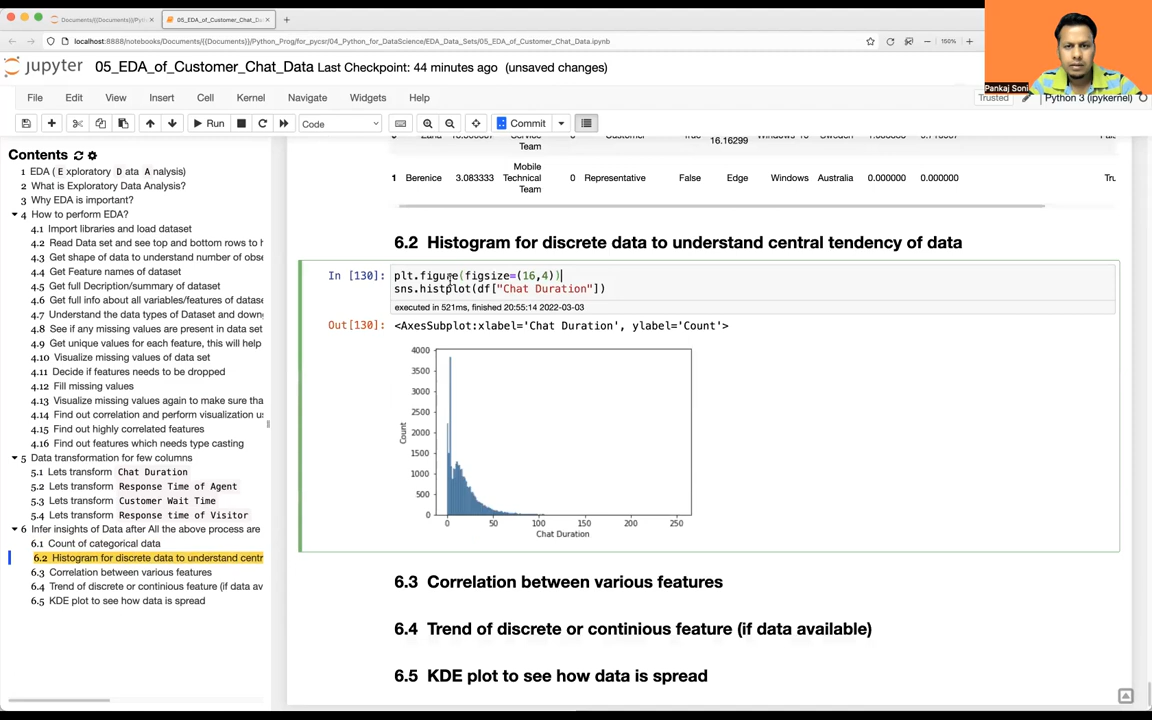 Documents/{{Documents}}/Pyth
05_EDA_of_Customer_Chat_Da
localhost:8888/notebooks/Documents/{{Documents}}/Python_Prog/for_pycsr/04_Python_for_DataScience/EDA_Data_Sets/05_EDA_of_Customer_Chat_Data.ipynb
150%
jupyter 05_EDA_of_Customer_Chat_Data Last Checkpoint: 44 minutes ago (unsaved changes)
Pankaj Soni
File Edit View Insert Cell Kernel Navigate Widgets Help
Trusted
Python 3 (ipykernel)
Run
Code
Commit
Contents
1 EDA ( E xploratory D ata A nalysis)
2 What is Exploratory Data Analysis?
3 Why EDA is important?
4 How to perform EDA?
4.1 Import libraries and load dataset
4.2 Read Data set and see top and bottom rows to h
4.3 Get shape of data to understand number of obse
4.4 Get Feature names of dataset
4.5 Get full Decription/summary of dataset
4.6 Get full info about all variables/features of datase
4.7 Understand the data types of Dataset and down
4.8 See if any missing values are present in data set
4.9 Get unique values for each feature, this will help
4.10 Visualize missing values of data set
4.11 Decide if features needs to be dropped
4.12 Fill missing values
4.13 Visualize missing values again to make sure tha
4.14 Find out correlation and perform visualization u
4.15 Find out highly correlated features
4.16 Find out features which needs type casting
5 Data transformation for few columns
5.1 Lets transform Chat Duration
5.2 Lets transform Response Time of Agent
5.3 Lets transform Customer Wait Time
5.4 Lets transform Response time of Visitor
6 Infer insights of Data after All the above process are
6.1 Count of categorical data
6.2 Histogram for discrete data to understand centr
6.3 Correlation between various features
6.4 Trend of discrete or continious feature (if data av
6.5 KDE plot to see how data is spread
Team
16.16299
1 Berenice 3.083333 Mobile Technical Team 0 Representative False Edge Windows Australia 0.000000 0.000000 Tru
6.2 Histogram for discrete data to understand central tendency of data
In [130]: plt.figure(figsize=(16,4))
sns.histplot(df["Chat Duration"])
executed in 521ms, finished 20:55:14 2022-03-03
Out[130]: <AxesSubplot:xlabel='Chat Duration', ylabel='Count'>
4000
3500
3000
2500
2000
1500
1000
500
0
Count
0 50 100 150 200 250
Chat Duration
6.3 Correlation between various features
6.4 Trend of discrete or continious feature (if data available)
6.5 KDE plot to see how data is spread